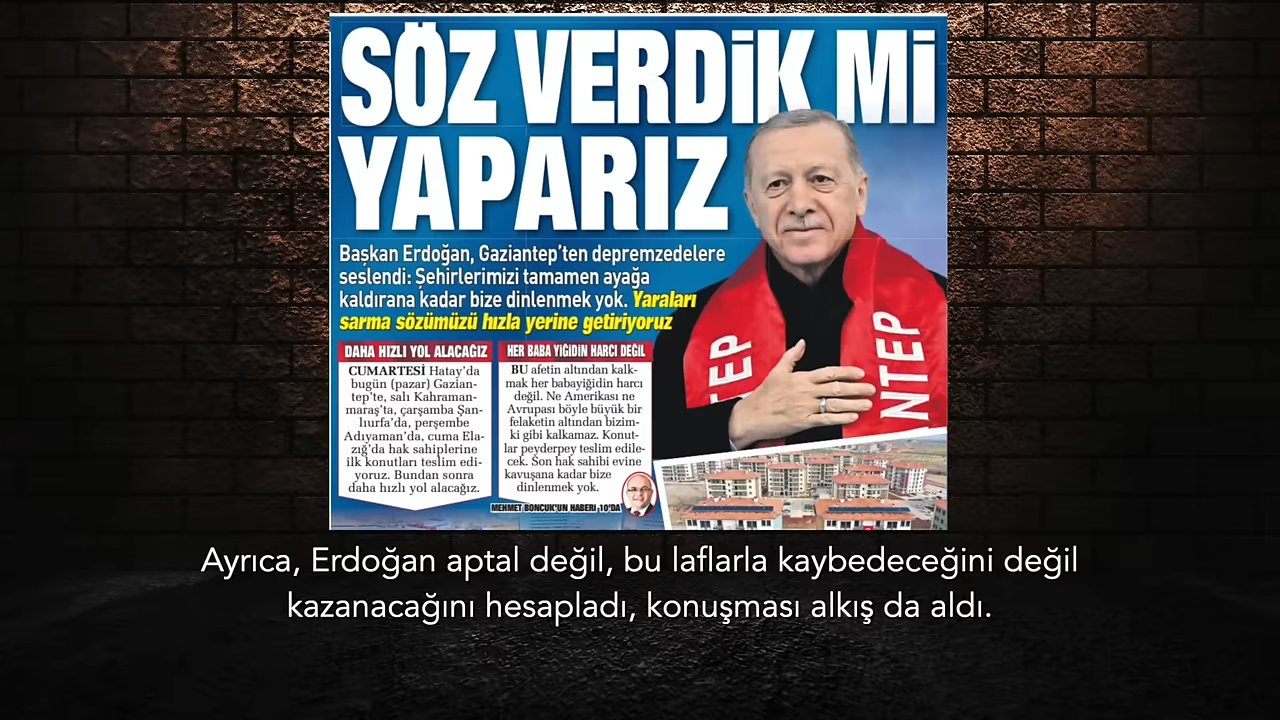 SÖZ VERDİK Mİ
YAPARIZ
Başkan Erdoğan, Gaziantep'ten depremzedelere
seslendi: Şehirlerimizi tamamen ayağa
kaldırana kadar bize dinlenmek yok. Yaraları
sarma sözümüzü hızla yerine getiriyoruz
DAHA HIZLI YOL ALACAĞIZ
CUMARTESİ Hatay'da
bugün (pazar) Gazian-
tep'te, salı Kahraman-
maraş'ta, çarşamba Şan-
lıurfa'da, perşembe
Adıyaman'da, cuma Ela-
zığ'da hak sahiplerine
ilk konutları teslim edi-
yoruz. Bundan sonra
daha hızlı yol alacağız.
HER BABA YİĞİDİN HARCI DEĞİL
BU afetin altından kalk-
mak her babayiğidin harcı
değil. Ne Amerikası ne
Avrupası böyle büyük bir
felaketin altından bizim-
ki gibi kalkamaz. Konut-
lar peyderpey teslim edile-
cek. Son hak sahibi evine
kavuşana kadar bize
dinlenmek yok.
MEHMET BONCUK'UN HABERİ 10'DA
TEP
NTEP
Ayrıca, Erdoğan aptal değil, bu laflarla kaybedeceğini değil
kazanacağını hesapladı, konuşması alkış da aldı.